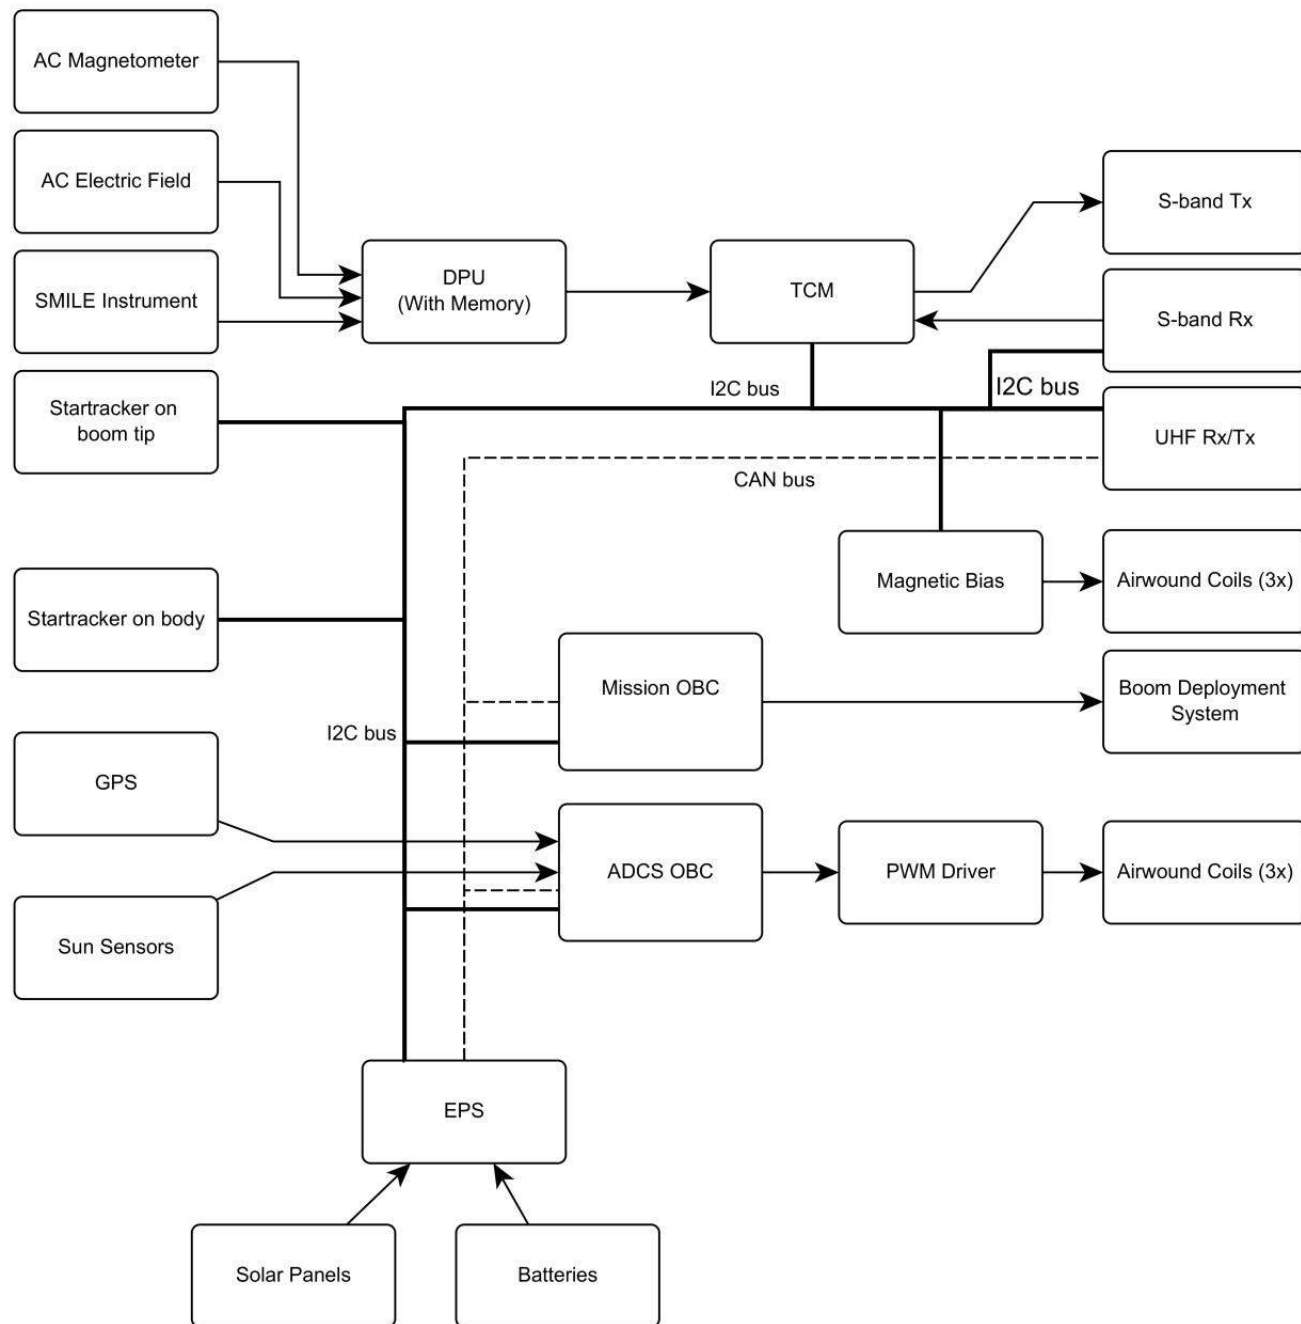 AC Magnetometer
AC Electric Field
SMILE Instrument
Startracker on
boom tip
Startracker on body
GPS
Sun Sensors
DPU
(With Memory)
TCM
S-band Tx
S-band Rx
I2C bus
I2C bus
UHF Rx/Tx
CAN bus
Magnetic Bias
Airwound Coils (3x)
Mission OBC
Boom Deployment
System
I2C bus
ADCS OBC
PWM Driver
Airwound Coils (3x)
EPS
Solar Panels
Batteries